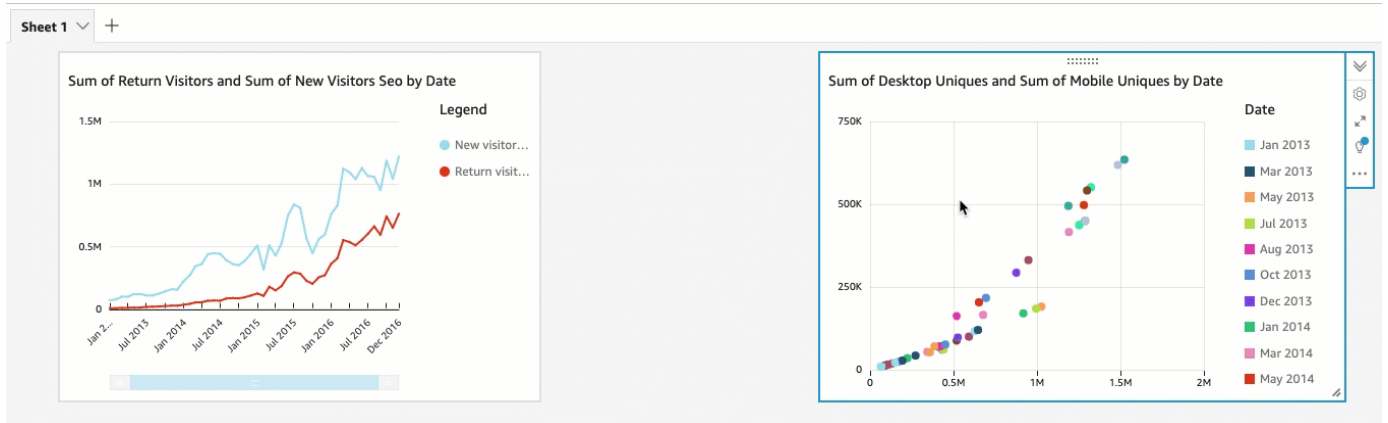 Sheet 1
Sum of Return Visitors and Sum of New Visitors Seo by Date
Legend
New visitor...
Return visit...
1.5M
1M
0.5M
0
Jan 2...
Jul 2013
Jan 2014
Jul 2014
Jan 2015
Jul 2015
Jan 2016
Jul 2016
Dec 2016
Sum of Desktop Uniques and Sum of Mobile Uniques by Date
750K
500K
250K
0
0
0.5M
1M
1.5M
2M
Date
Jan 2013
Mar 2013
May 2013
Jul 2013
Aug 2013
Oct 2013
Dec 2013
Jan 2014
Mar 2014
May 2014